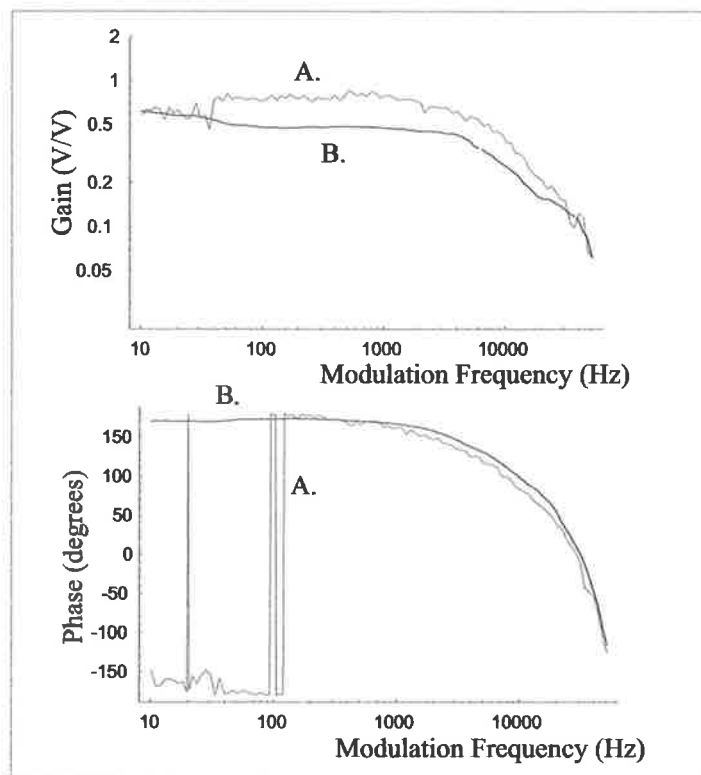 2
1
0.5
0.2
0.1
0.05
Gain (V/V)
A.
B.
10
100
1000
10000
Modulation Frequency (Hz)
B.
A.
150
100
50
0
-50
-100
-150
Phase (degrees)
10
100
1000
10000
Modulation Frequency (Hz)